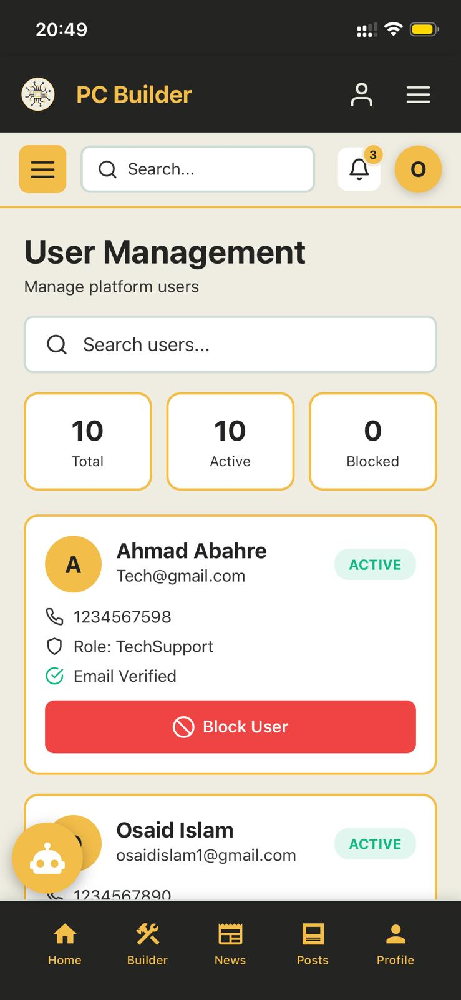 20:49
PC Builder
Search...
3
O
User Management
Manage platform users
Search users...
10
Total
10
Active
0
Blocked
A
Ahmad Abahre
Tech@gmail.com
ACTIVE
1234567598
Role: TechSupport
Email Verified
Block User
Osaid Islam
osaidislam1@gmail.com
ACTIVE
1234567890
Home
Builder
News
Posts
Profile